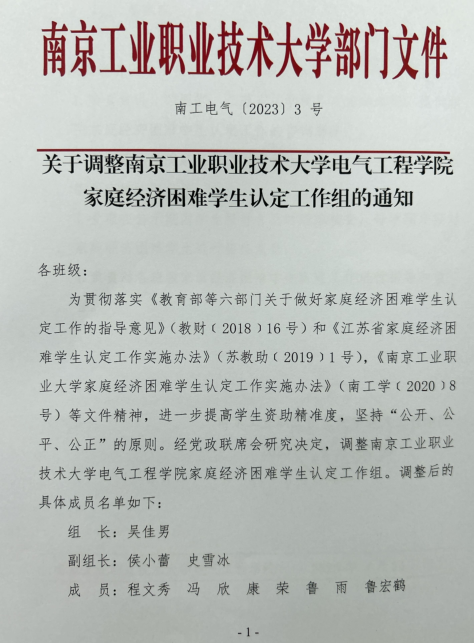 南京工业职业技术大学部门文件
南工电气〔2023〕3 号
关于调整南京工业职业技术大学电气工程学院
家庭经济困难学生认定工作组的通知
各班级：
为贯彻落实《教育部等六部门关于做好家庭经济困难学生认
定工作的指导意见》（教财﹝2018﹞16号）和《江苏省家庭经济困
难学生认定工作实施办法》（苏教助﹝2019﹞1号），《南京工业职
业大学家庭经济困难学生认定工作实施办法》（南工学﹝2020﹞8
号）等文件精神，进一步提高学生资助精准度，坚持“公开、公
平、公正”的原则。经党政联席会研究决定，调整南京工业职业
技术大学电气工程学院家庭经济困难学生认定工作组。调整后的
具体成员名单如下：
组 长：吴佳男
副组长：侯小蕾 史雪冰
成 员：程文秀 冯 欣 康 荣 鲁 雨 鲁宏鹤
- 1 -